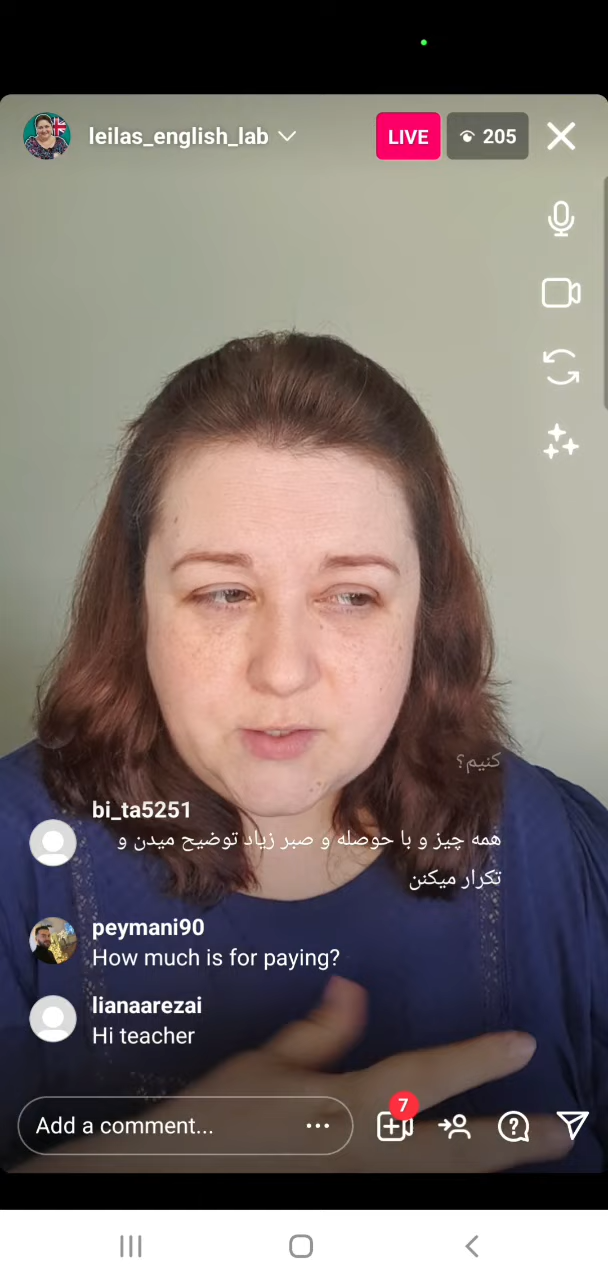 leilas_english_lab
LIVE
205
کنیم؟
bi_ta5251
همه چیز و با حوصله و صبر زیاد توضیح میدن و
تکرار میکنن
peymani90
How much is for paying?
lianaarezai
Hi teacher
7
Add a comment...